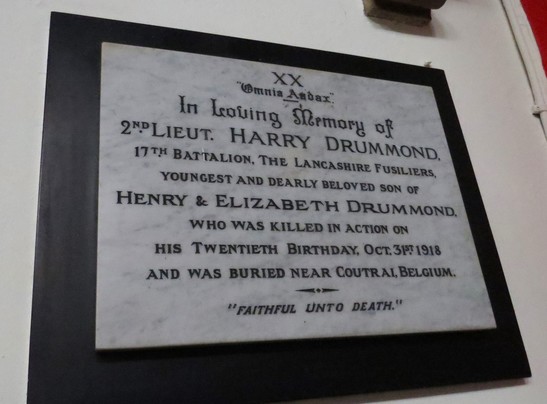 XX
"Omnia Audax"
In Loving Memory of
2ND LIEUT. HARRY DRUMMOND,
17TH BATTALION, THE LANCASHIRE FUSILIERS,
YOUNGEST AND DEARLY BELOVED SON OF
HENRY & ELIZABETH DRUMMOND,
WHO WAS KILLED IN ACTION ON
HIS TWENTIETH BIRTHDAY, OCT. 31ST 1918
AND WAS BURIED NEAR COUTRAI, BELGIUM.
"FAITHFUL UNTO DEATH."